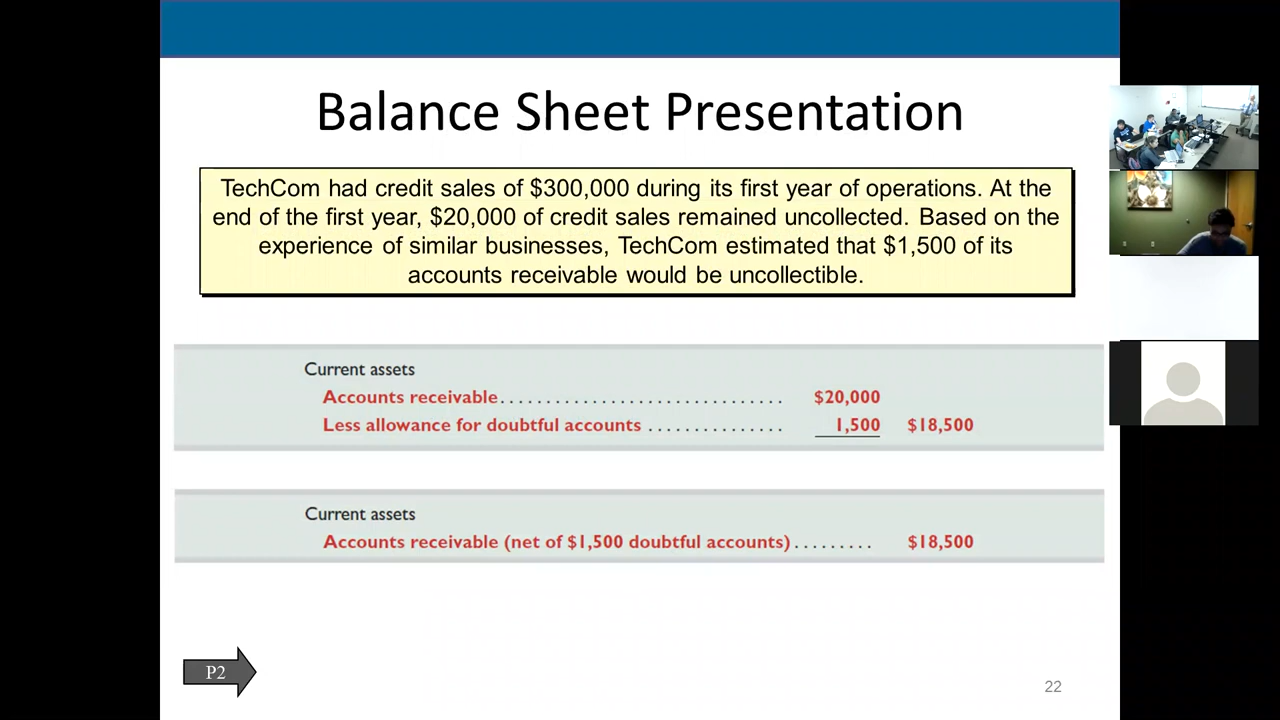 Balance Sheet Presentation
TechCom had credit sales of $300,000 during its first year of operations. At the
end of the first year, $20,000 of credit sales remained uncollected. Based on the
experience of similar businesses, TechCom estimated that $1,500 of its
accounts receivable would be uncollectible.
Current assets
Accounts receivable............................... $20,000
Less allowance for doubtful accounts ............... 1,500 $18,500
Current assets
Accounts receivable (net of $1,500 doubtful accounts)......... $18,500
P2
22